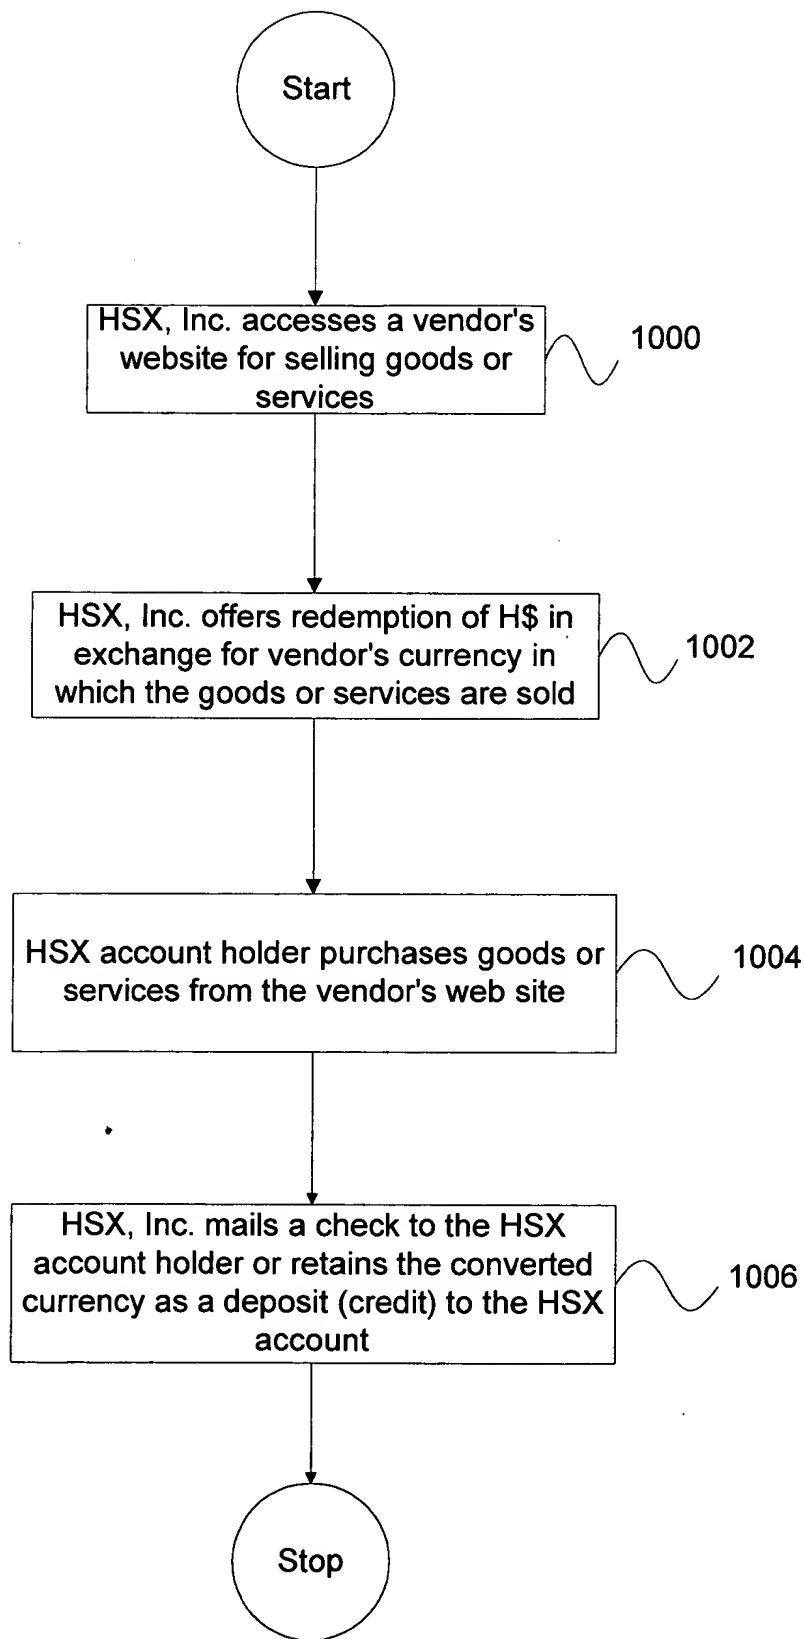 Start
HSX, Inc. accesses a vendor's
website for selling goods or
services
1000
HSX, Inc. offers redemption of H$ in
exchange for vendor's currency in
which the goods or services are sold
1002
HSX account holder purchases goods or
services from the vendor's web site
1004
HSX, Inc. mails a check to the HSX
account holder or retains the converted
currency as a deposit (credit) to the HSX
account
1006
Stop